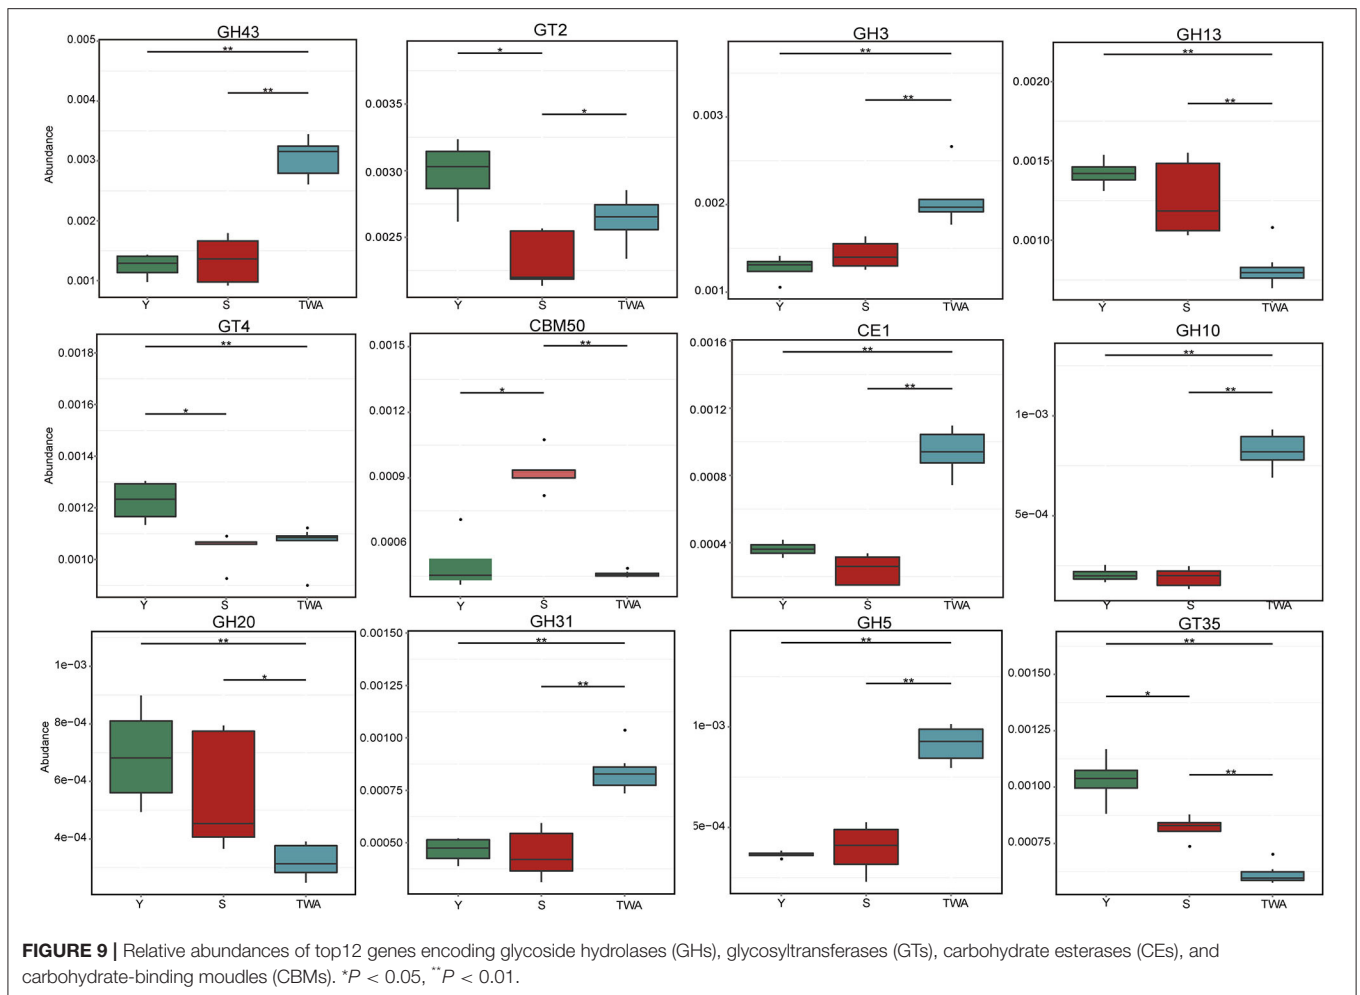 GH43
0.005
0.004
0.003
0.002
0.001
Abundance
**
**
Y S TWA
GT2
0.0035
0.0030
0.0025
*
*
Y S TWA
GH3
0.003
0.002
0.001
**
**
Y S TWA
GH13
0.0020
0.0015
0.0010
**
**
Y S TWA
GT4
0.0018
0.0016
0.0014
0.0012
0.0010
Abundance
**
*
Y S TWA
CBM50
0.0015
0.0012
0.0009
0.0006
**
*
Y S TWA
CE1
0.0016
0.0012
0.0008
0.0004
**
**
Y S TWA
GH10
1e−03
5e−04
**
**
Y S TWA
GH20
1e−03
8e−04
6e−04
4e−04
Abudance
**
*
Y S TWA
GH31
0.00150
0.00125
0.00100
0.00075
0.00050
**
**
Y S TWA
GH5
1e−03
5e−04
**
**
Y S TWA
GT35
0.00150
0.00125
0.00100
0.00075
**
*
**
Y S TWA
FIGURE 9 | Relative abundances of top12 genes encoding glycoside hydrolases (GHs), glycosyltransferases (GTs), carbohydrate esterases (CEs), and
carbohydrate-binding moudles (CBMs). *P < 0.05, **P < 0.01.